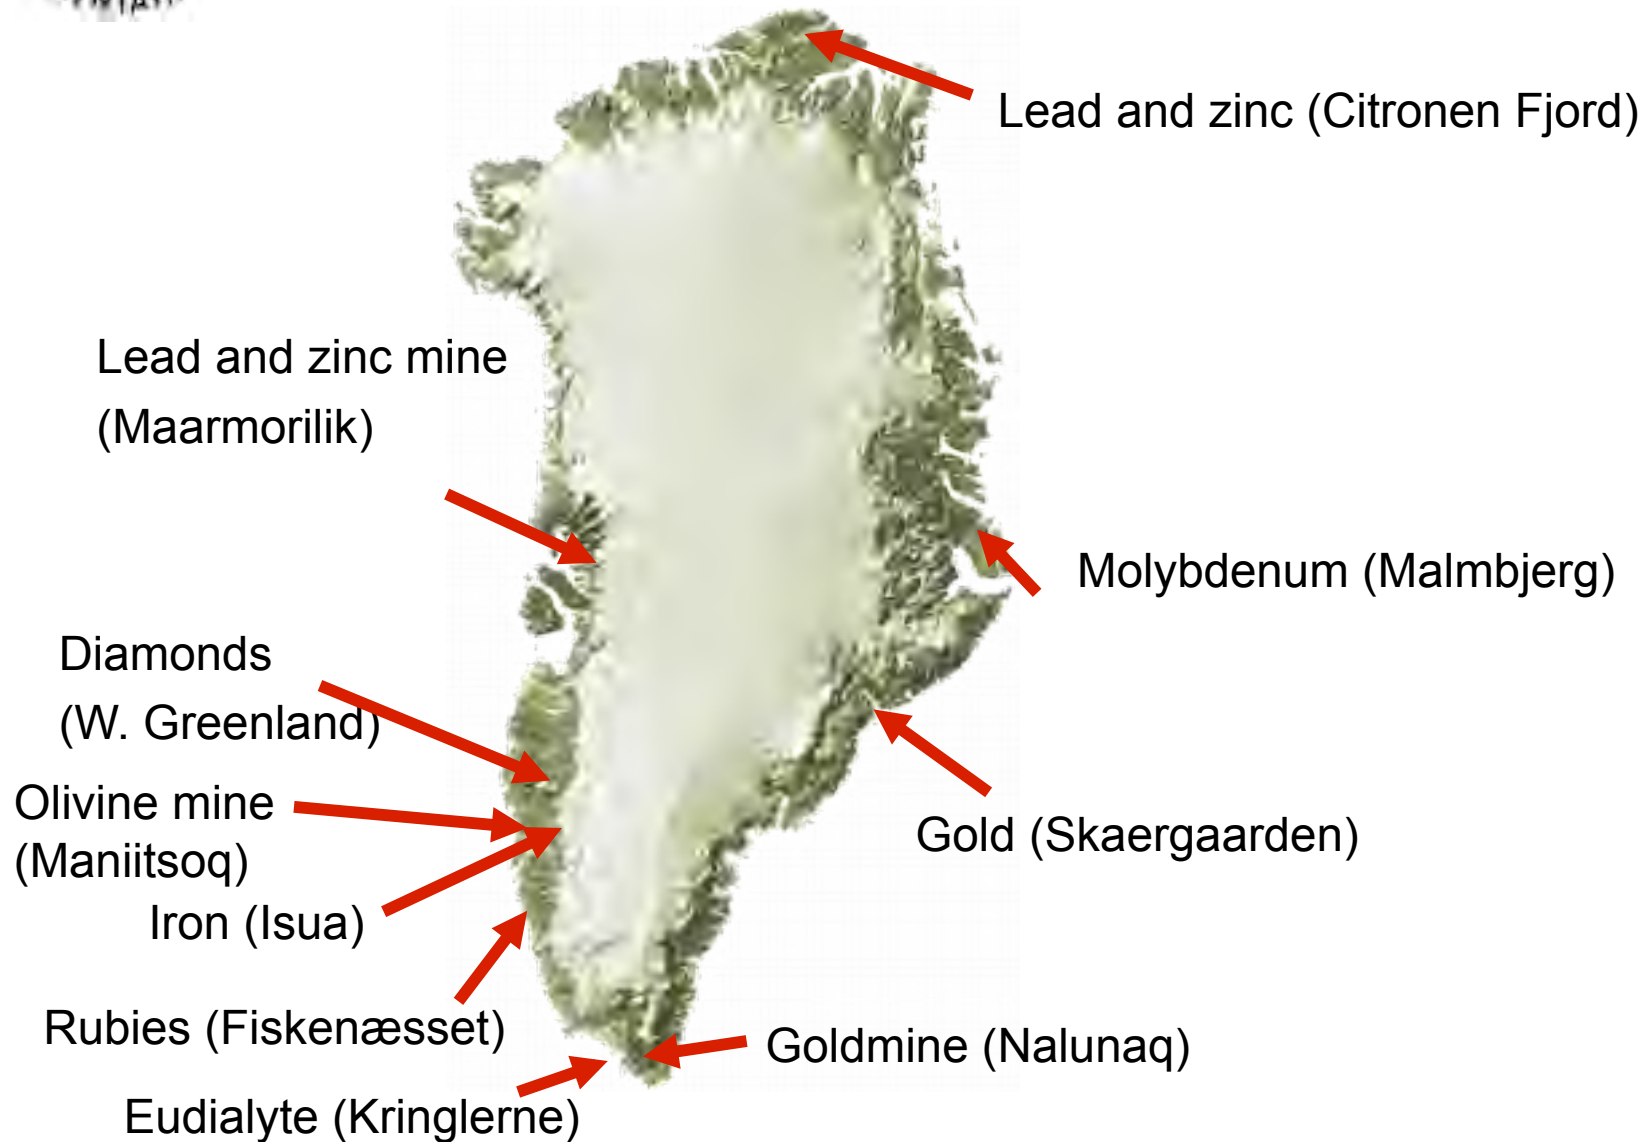 Lead and zinc (Citronen Fjord)
Lead and zinc mine
(Maarmorilik)
Molybdenum (Malmbjerg)
Diamonds
(W. Greenland)
Olivine mine
(Maniitsoq)
Gold (Skaergaarden)
Iron (Isua)
Rubies (Fiskenæsset)
Goldmine (Nalunaq)
Eudialyte (Kringlerne)